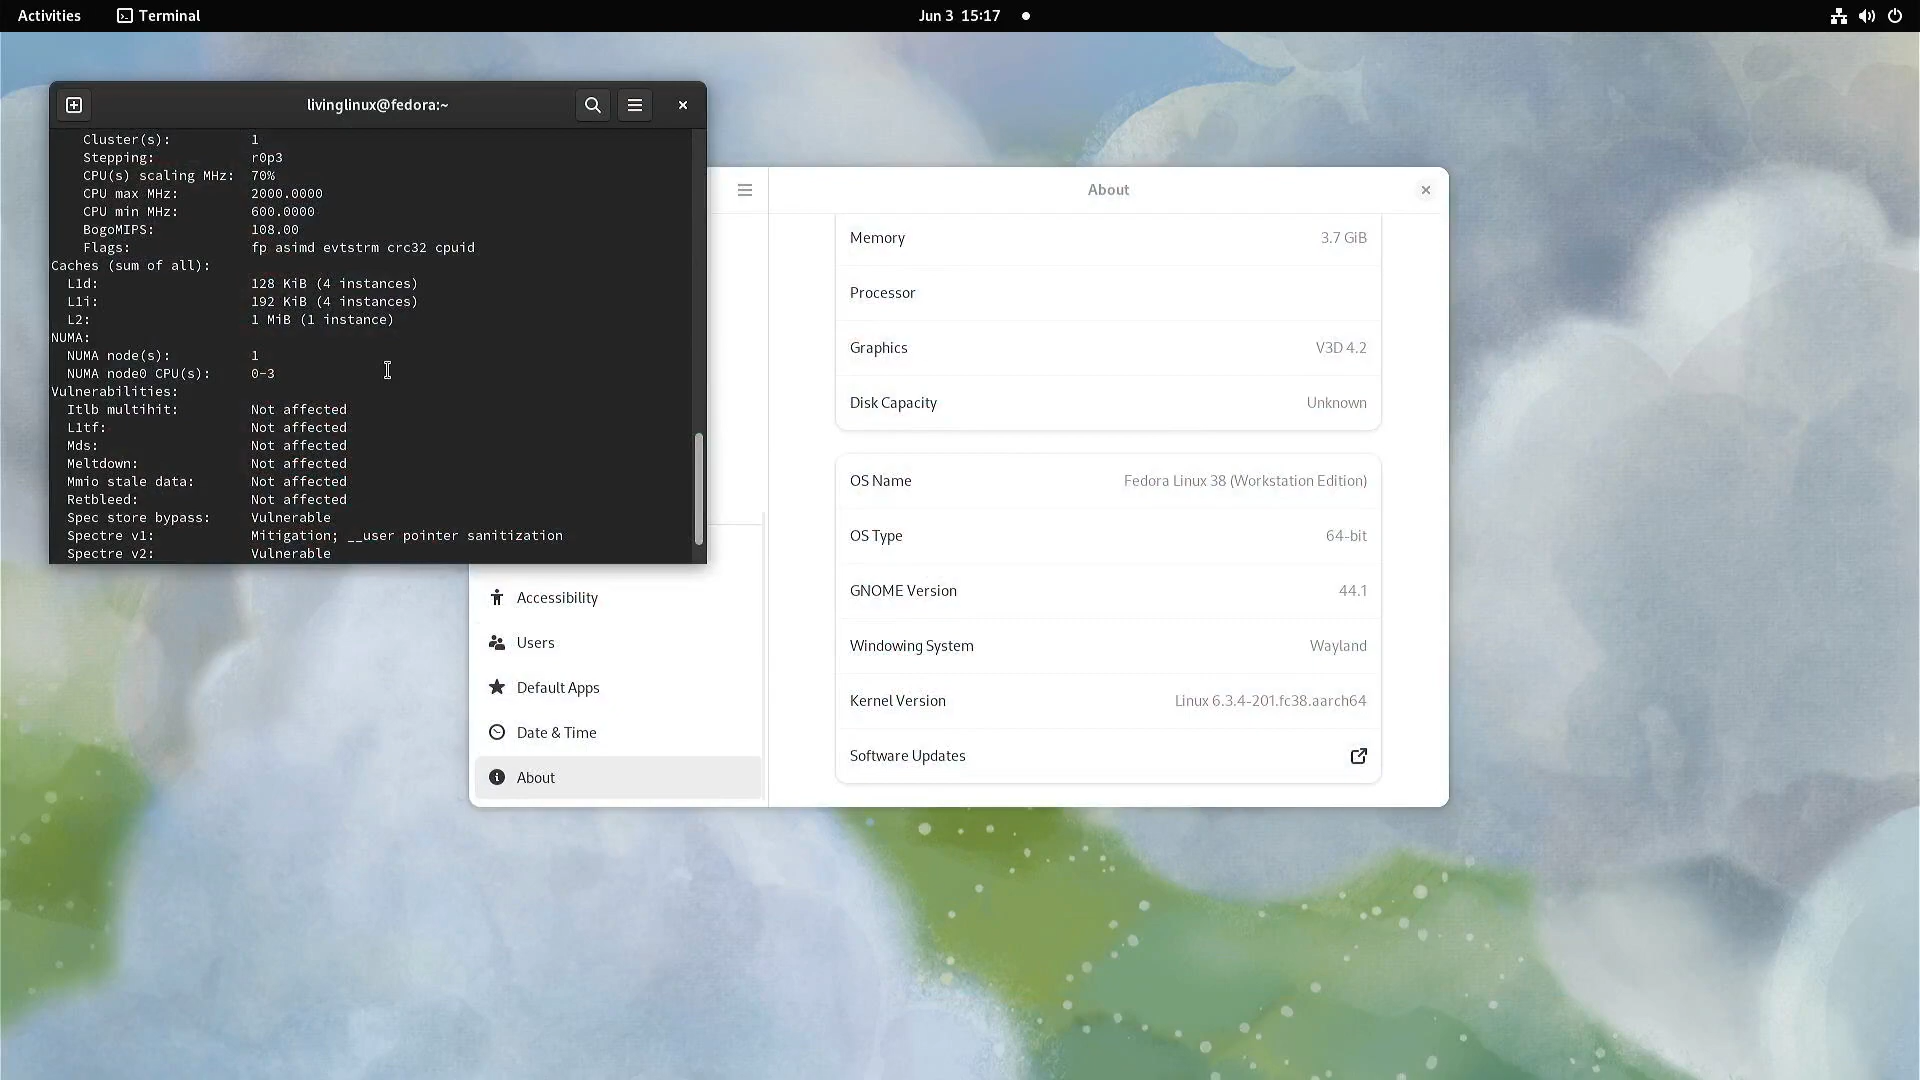 Activities
Terminal
Jun 3 15:17
livinglinux@fedora:~
Cluster(s): 1
Stepping: r0p3
CPU(s) scaling MHz: 70%
CPU max MHz: 2000.0000
CPU min MHz: 600.0000
BogoMIPS: 108.00
Flags: fp asimd evtstrm crc32 cpuid
Caches (sum of all):
L1d: 128 KiB (4 instances)
L1i: 192 KiB (4 instances)
L2: 1 MiB (1 instance)
NUMA:
NUMA node(s): 1
NUMA node0 CPU(s): 0-3
Vulnerabilities:
Itlb multihit: Not affected
L1tf: Not affected
Mds: Not affected
Meltdown: Not affected
Mmio stale data: Not affected
Retbleed: Not affected
Spec store bypass: Vulnerable
Spectre v1: Mitigation; __user pointer sanitization
Spectre v2: Vulnerable
Accessibility
Users
Default Apps
Date & Time
About
About
Memory 3.7 GiB
Processor
Graphics V3D 4.2
Disk Capacity Unknown
OS Name Fedora Linux 38 (Workstation Edition)
OS Type 64-bit
GNOME Version 44.1
Windowing System Wayland
Kernel Version Linux 6.3.4-201.fc38.aarch64
Software Updates